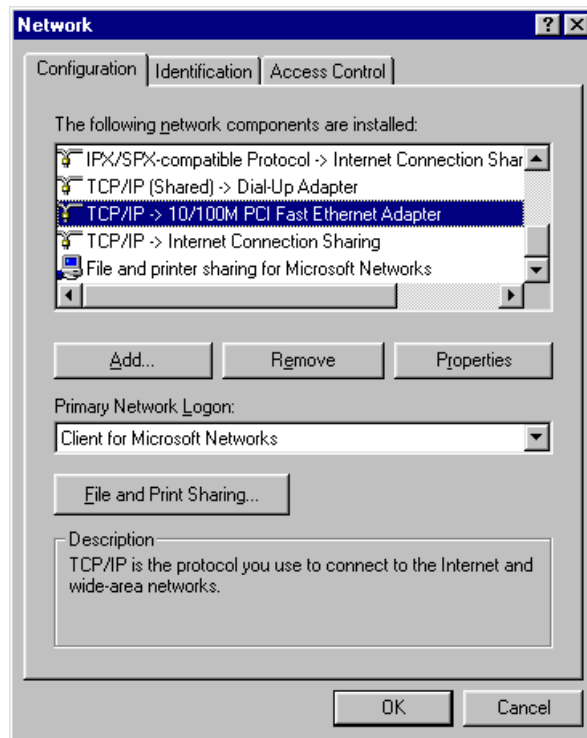 Network
Configuration Identification Access Control
The following network components are installed:
IPX/SPX-compatible Protocol -> Internet Connection Shar
TCP/IP (Shared) -> Dial-Up Adapter
TCP/IP -> 10/100M PCI Fast Ethernet Adapter
TCP/IP -> Internet Connection Sharing
File and printer sharing for Microsoft Networks
Add... Remove Properties
Primary Network Logon:
Client for Microsoft Networks
File and Print Sharing...
Description
TCP/IP is the protocol you use to connect to the Internet and
wide-area networks.
OK Cancel